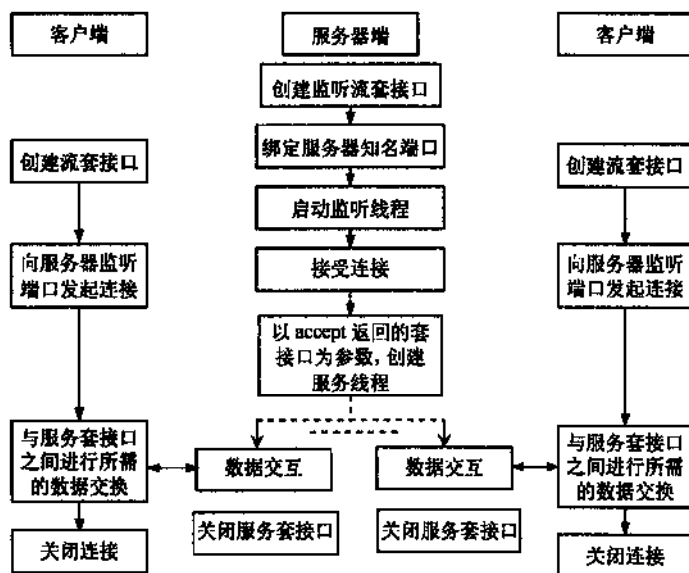 客户端
服务器端
客户端
创建监听流套接口
绑定服务器知名端口
创建流套接口
创建流套接口
启动监听线程
向服务器监听
端口发起连接
接受连接
向服务器监听
端口发起连接
以 accept 返回的套
接口为参数，创建
服务线程
与服务套接口
之间进行所需
的数据交换
数据交互
数据交互
与服务套接口
之间进行所需
的数据交换
关闭服务套接口
关闭服务套接口
关闭连接
关闭连接